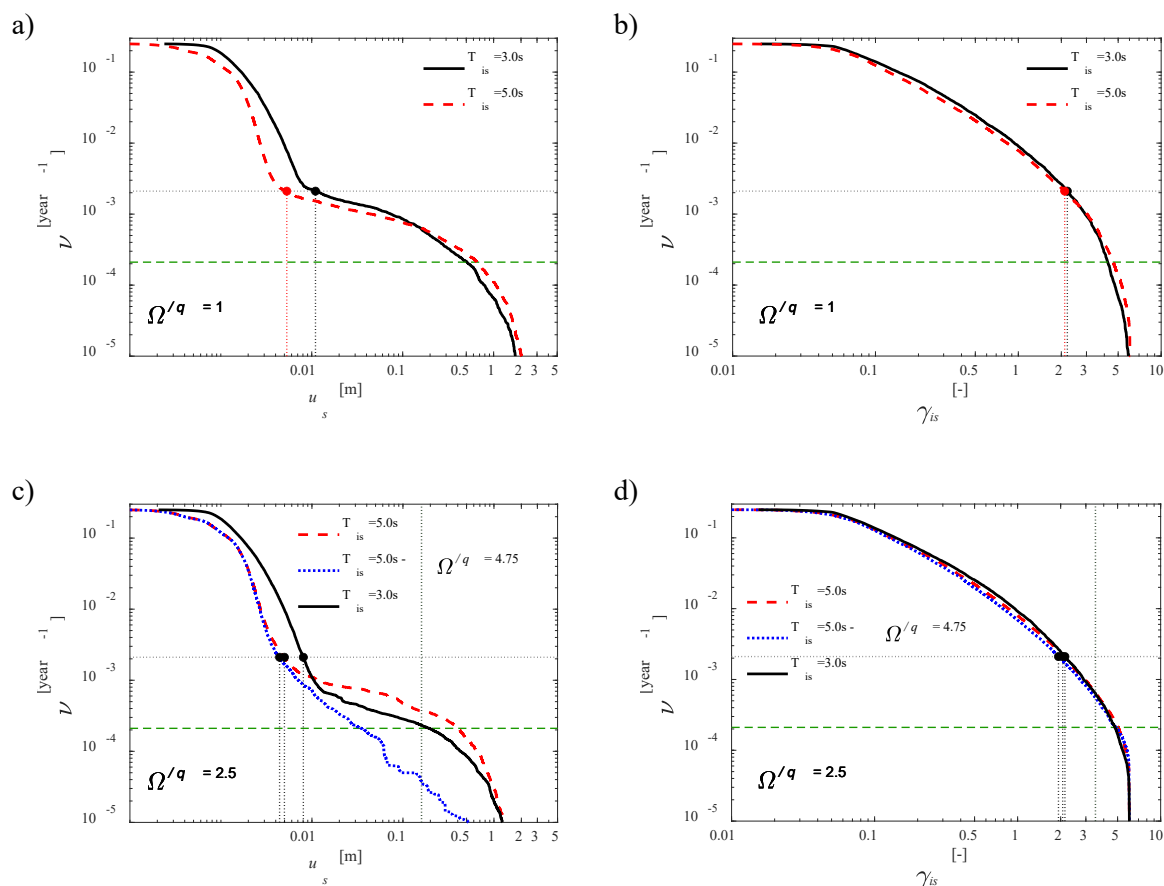 a)
ν [year -1 ]
10 -1
10 -2
10 -3
10 -4
10 -5
T is =3.0s
T is =5.0s
Ω/q = 1
0.01 0.1 0.5 1 2 3 5
u s [m]
b)
ν [year -1 ]
10 -1
10 -2
10 -3
10 -4
10 -5
T is =3.0s
T is =5.0s
Ω/q = 1
0.01 0.1 0.5 1 2 3 5 10
[-]
γis
c)
ν [year -1 ]
10 -1
10 -2
10 -3
10 -4
10 -5
T is =5.0s
T is =5.0s - Ω/q = 4.75
T is =3.0s
Ω/q = 2.5
0.01 0.1 0.5 1 2 3 5
u s [m]
d)
ν [year -1 ]
10 -1
10 -2
10 -3
10 -4
10 -5
T is =5.0s
T is =5.0s - Ω/q = 4.75
T is =3.0s
Ω/q = 2.5
0.01 0.1 0.5 1 2 3 5 10
[-]
γis